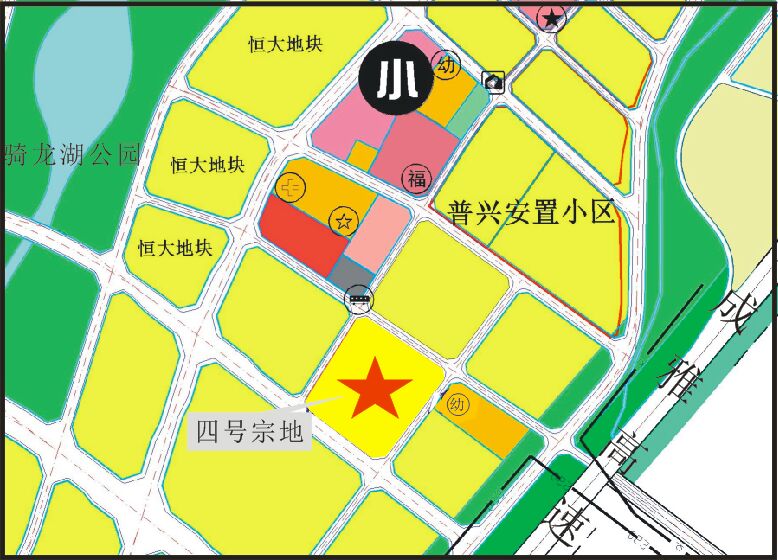 恒大地块
小
幼
骑龙湖公园
恒大地块
福
普兴安置小区
恒大地块
四号宗地
幼
成雅高速